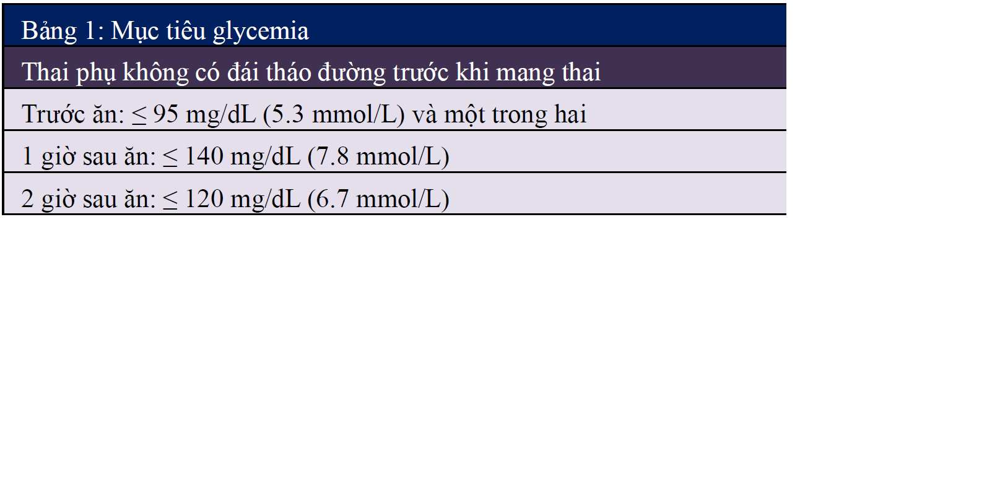 Bảng 1: Mục tiêu glycemia
Thai phụ không có đái tháo đường trước khi mang thai
Trước ăn: ≤ 95 mg/dL (5.3 mmol/L) và một trong hai
1 giờ sau ăn: ≤ 140 mg/dL (7.8 mmol/L)
2 giờ sau ăn: ≤ 120 mg/dL (6.7 mmol/L)